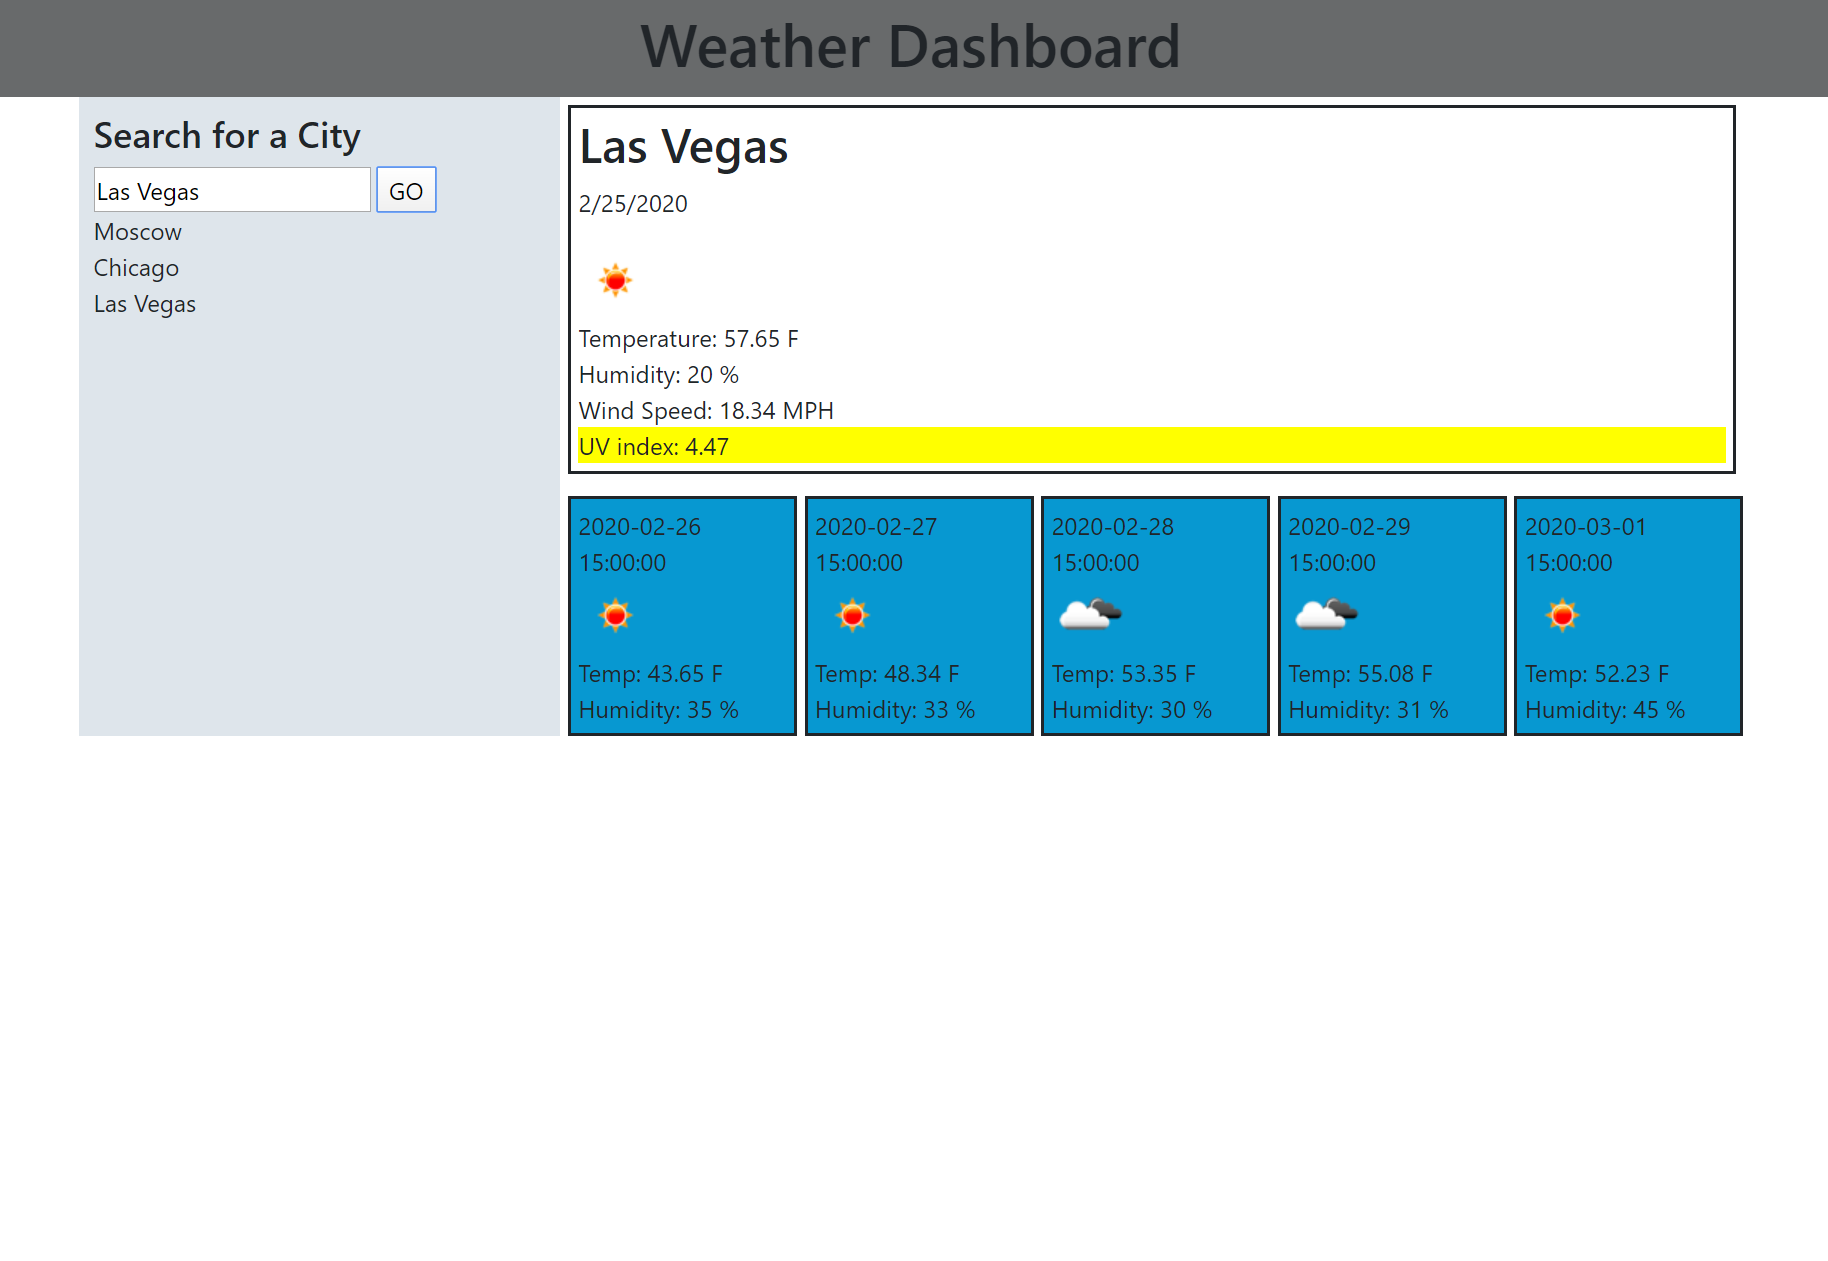 Weather Dashboard
Search for a City
Las Vegas
GO
Moscow
Chicago
Las Vegas
Las Vegas
2/25/2020
Temperature: 57.65 F
Humidity: 20 %
Wind Speed: 18.34 MPH
UV index: 4.47
2020-02-26
15:00:00
Temp: 43.65 F
Humidity: 35 %
2020-02-27
15:00:00
Temp: 48.34 F
Humidity: 33 %
2020-02-28
15:00:00
Temp: 53.35 F
Humidity: 30 %
2020-02-29
15:00:00
Temp: 55.08 F
Humidity: 31 %
2020-03-01
15:00:00
Temp: 52.23 F
Humidity: 45 %